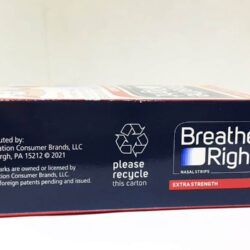 uted by:
ation Consumer Brands, LLC
urgh, PA 15212 © 2021
arks are owned or licensed by
ation Consumer Brands, LLC
foreign patents pending and issued.
please
recycle
this carton
Breathe
Right
NASAL STRIPS
EXTRA STRENGTH